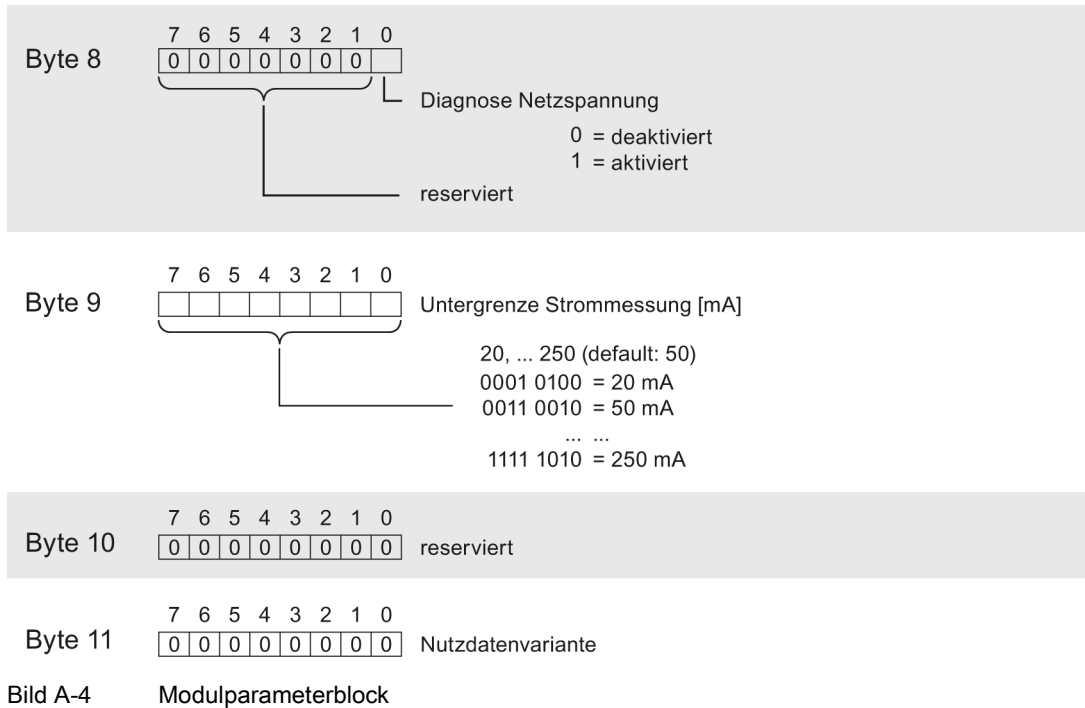 7 6 5 4 3 2 1 0
Byte 8
0 0 0 0 0 0 0
Diagnose Netzspannung
0 = deaktiviert
1 = aktiviert
reserviert
7 6 5 4 3 2 1 0
Byte 9
Untergrenze Strommessung [mA]
20, ... 250 (default: 50)
0001 0100 = 20 mA
0011 0010 = 50 mA
... ...
1111 1010 = 250 mA
7 6 5 4 3 2 1 0
Byte 10
0 0 0 0 0 0 0 0 reserviert
7 6 5 4 3 2 1 0
Byte 11
0 0 0 0 0 0 0 0 Nutzdatenvariante
Bild A-4 Modulparameterblock